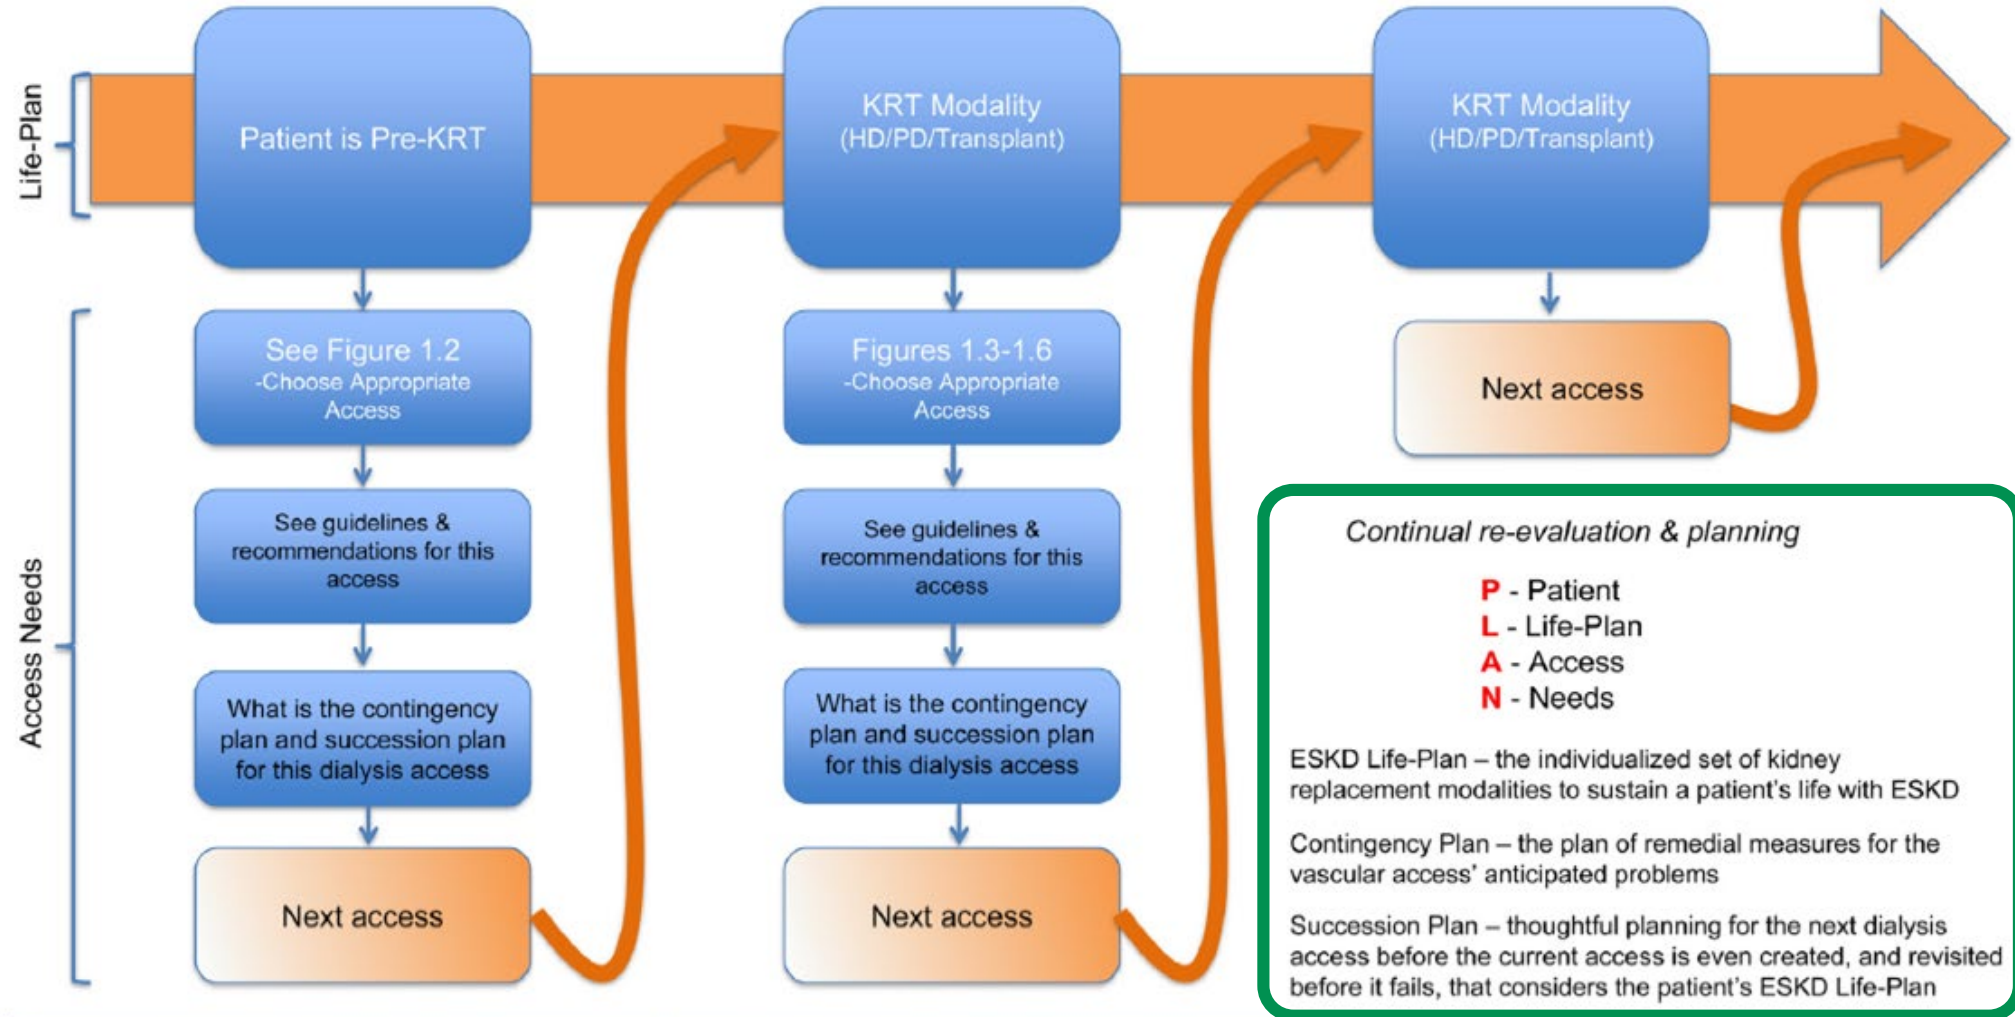 Life-Plan
Patient is Pre-KRT
KRT Modality
(HD/PD/Transplant)
KRT Modality
(HD/PD/Transplant)
Access Needs
See Figure 1.2
-Choose Appropriate
Access
See guidelines &
recommendations for this
access
What is the contingency
plan and succession plan
for this dialysis access
Next access
Figures 1.3-1.6
-Choose Appropriate
Access
See guidelines &
recommendations for this
access
What is the contingency
plan and succession plan
for this dialysis access
Next access
Next access
Continual re-evaluation & planning
P - Patient
L - Life-Plan
A - Access
N - Needs
ESKD Life-Plan – the individualized set of kidney
replacement modalities to sustain a patient's life with ESKD
Contingency Plan – the plan of remedial measures for the
vascular access' anticipated problems
Succession Plan – thoughtful planning for the next dialysis
access before the current access is even created, and revisited
before it fails, that considers the patient's ESKD Life-Plan